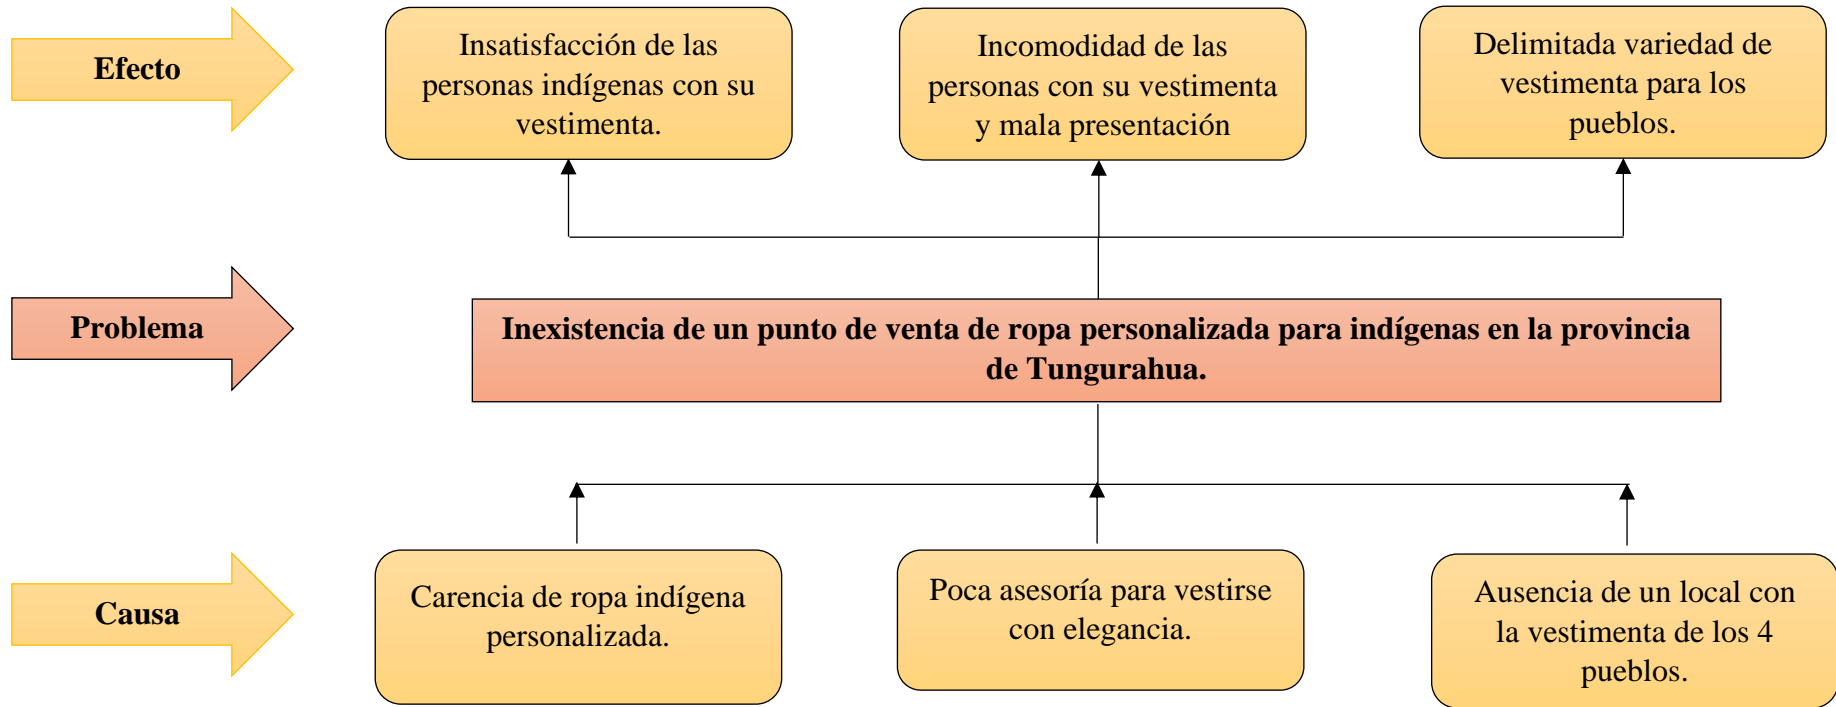 Efecto
Insatisfacción de las
personas indígenas con su
vestimenta.
Incomodidad de las
personas con su vestimenta
y mala presentación
Delimitada variedad de
vestimenta para los
pueblos.
Problema
Inexistencia de un punto de venta de ropa personalizada para indígenas en la provincia
de Tungurahua.
Causa
Carencia de ropa indígena
personalizada.
Poca asesoría para vestirse
con elegancia.
Ausencia de un local con
la vestimenta de los 4
pueblos.